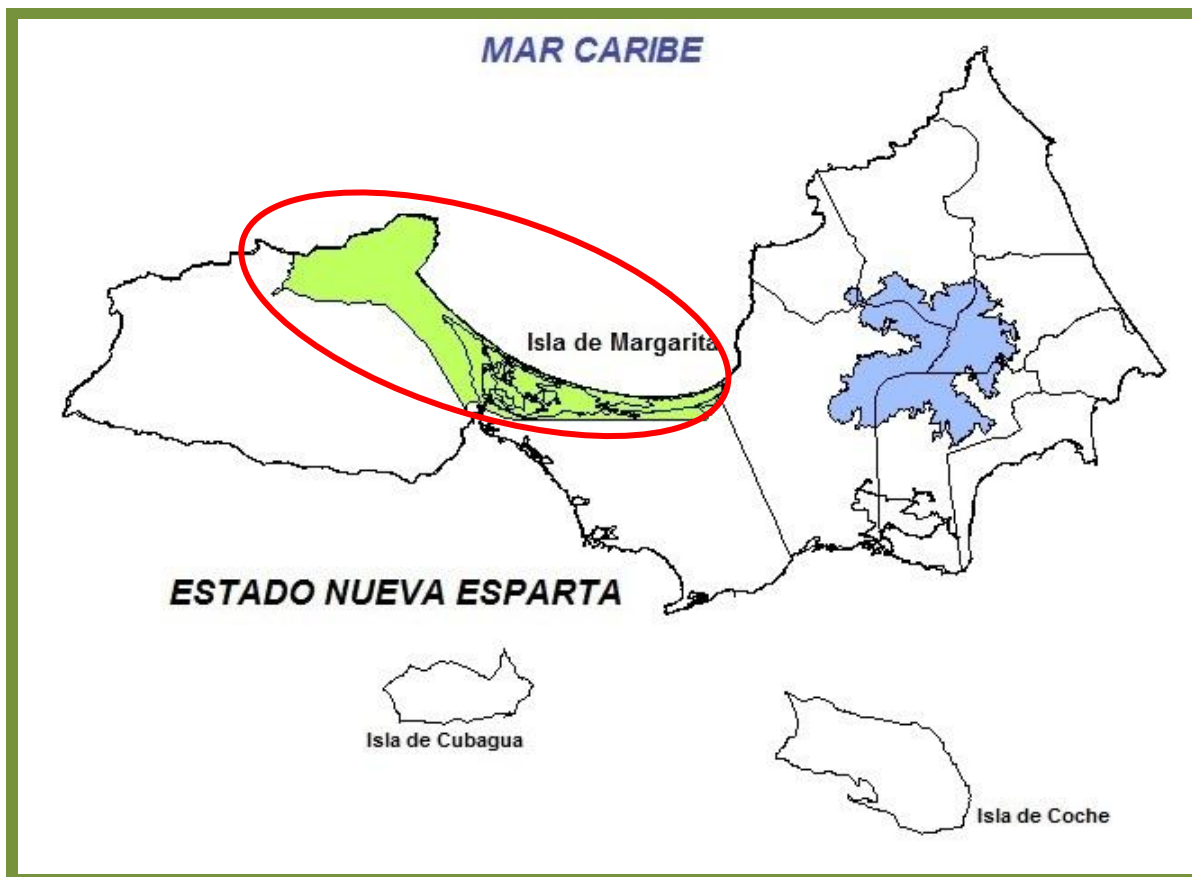 MAR CARIBE
Isla de Margarita
ESTADO NUEVA ESPARTA
Isla de Cubagua
Isla de Coche